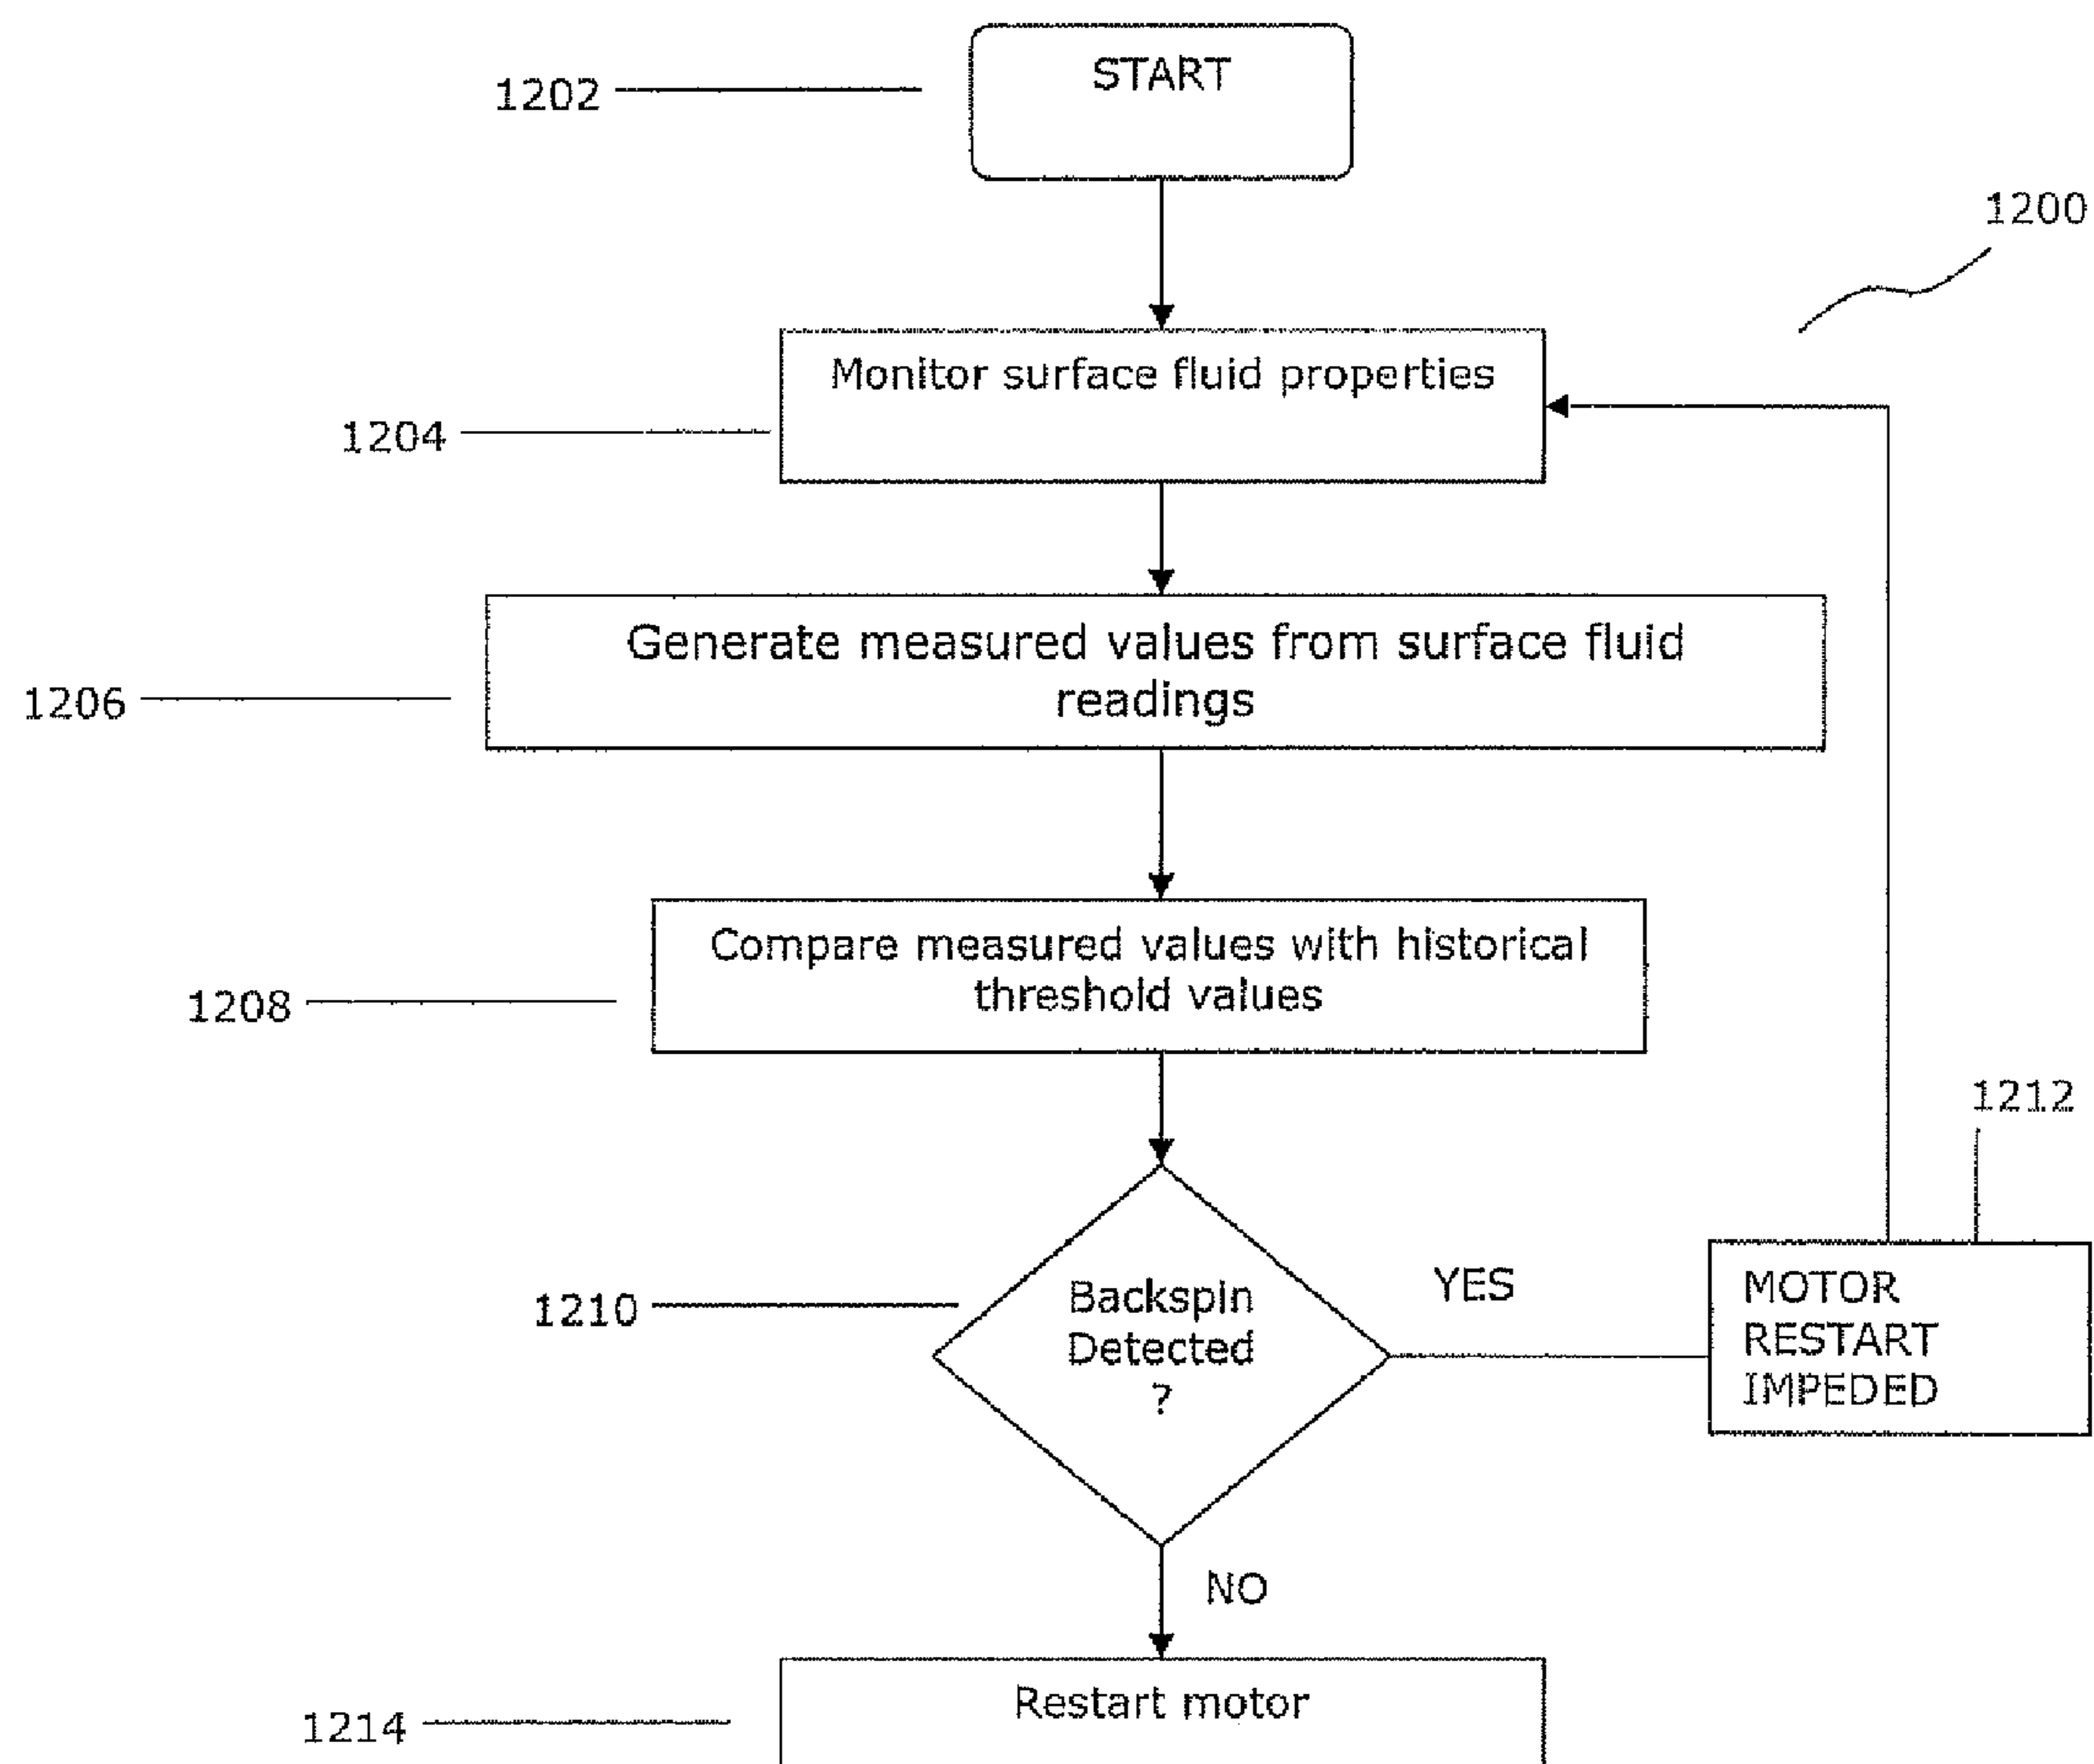 START
1202
1200
Monitor surface fluid properties
1204
Generate measured values from surface fluid
readings
1206
Compare measured values with historical
threshold values
1208
1212
Backspin
Detected
?
1210
YES
MOTOR
RESTART
IMPEDED
NO
Restart motor
1214